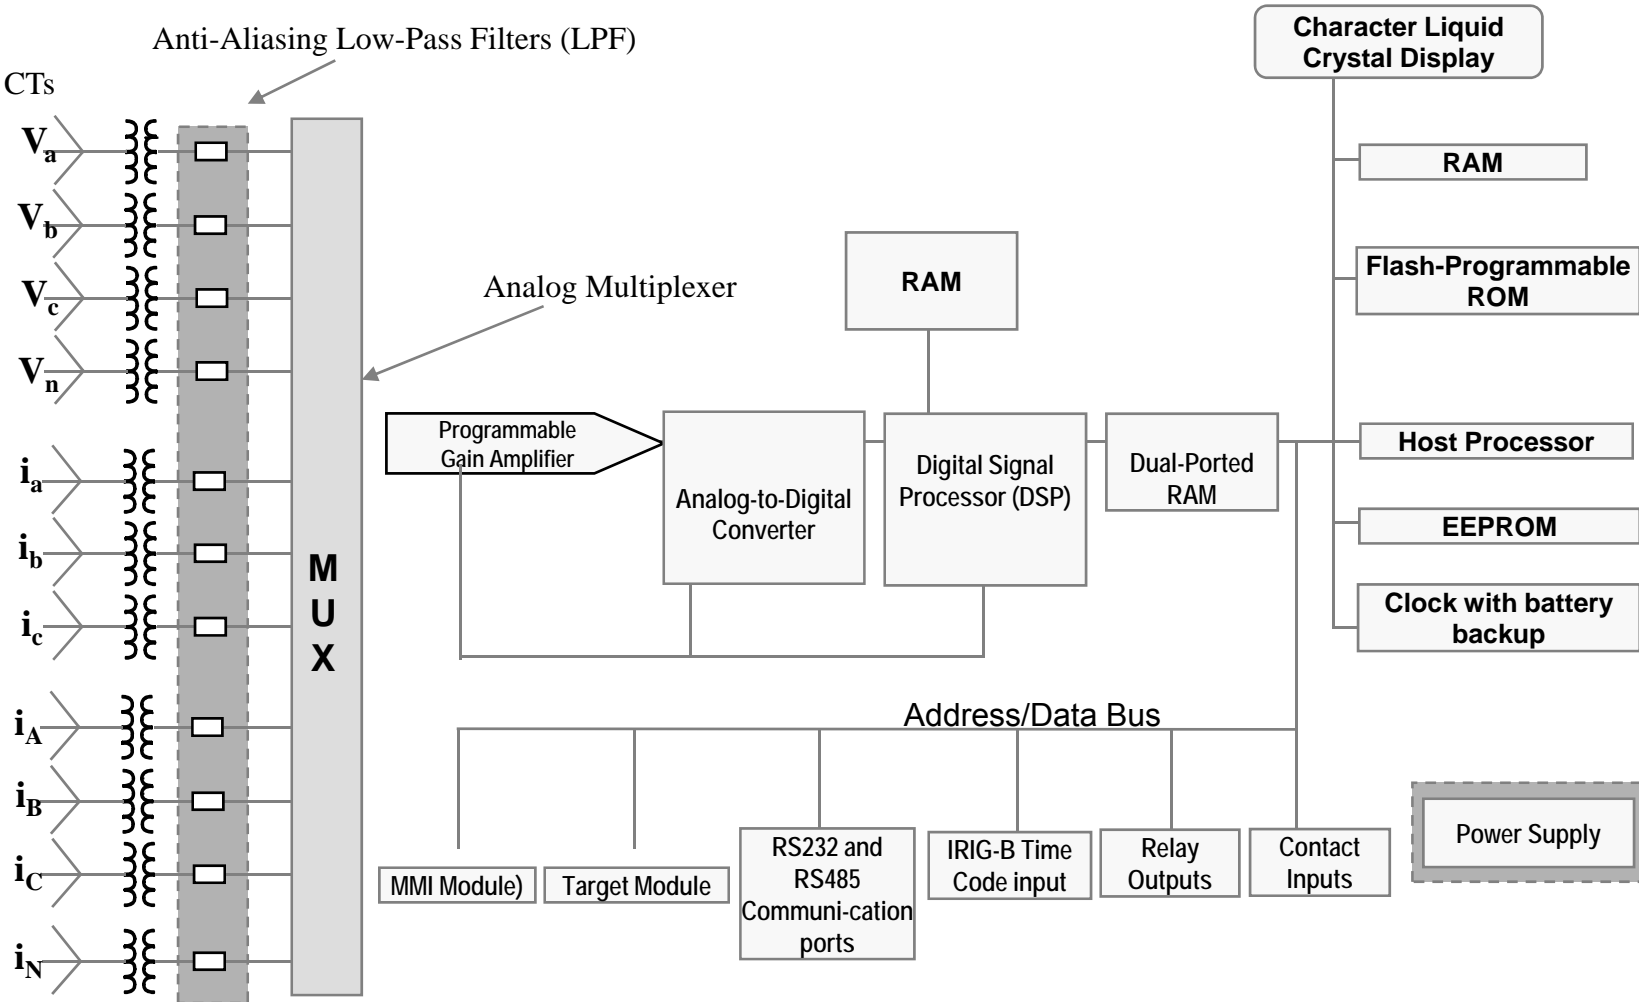 Anti-Aliasing Low-Pass Filters (LPF)
CTs
Va
Vb
Vc
Vn
ia
ib
ic
iA
iB
iC
iN
M
U
X
Analog Multiplexer
Programmable
Gain Amplifier
Analog-to-Digital
Converter
RAM
Digital Signal
Processor (DSP)
Dual-Ported
RAM
Character Liquid
Crystal Display
RAM
Flash-Programmable
ROM
Host Processor
EEPROM
Clock with battery
backup
Address/Data Bus
MMI Module)
Target Module
RS232 and
RS485
Communi-cation
ports
IRIG-B Time
Code input
Relay
Outputs
Contact
Inputs
Power Supply